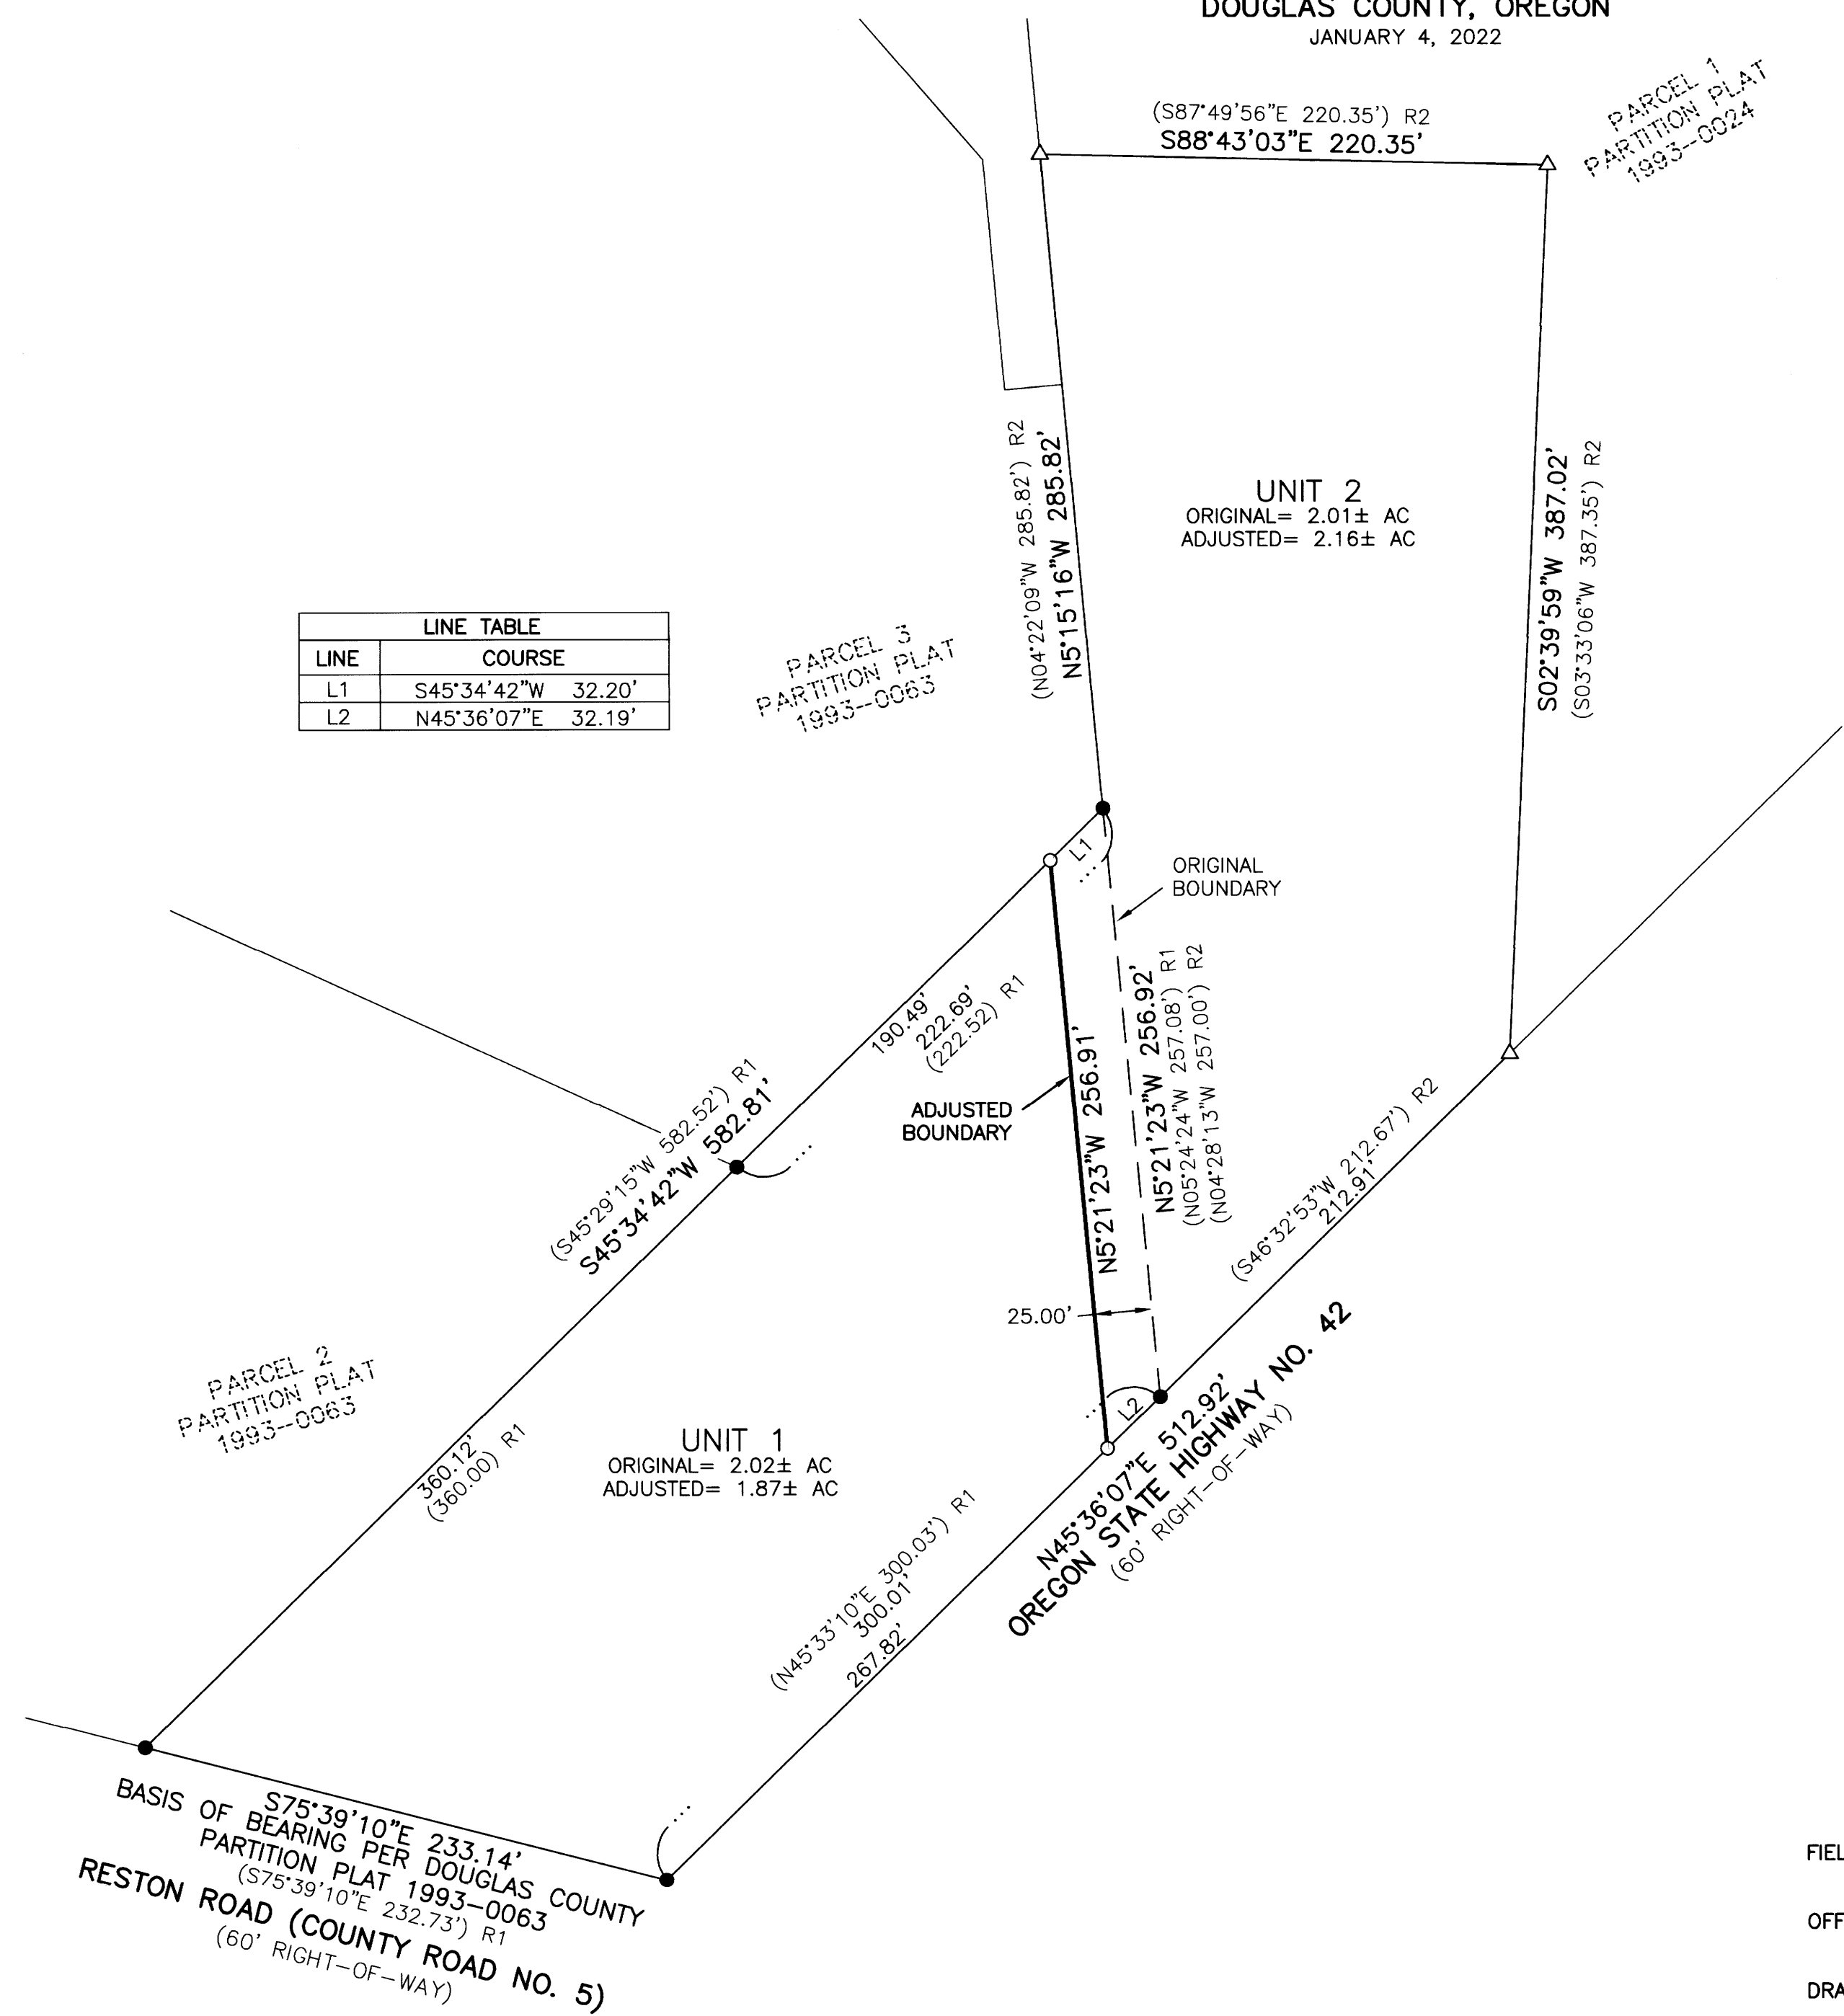 DOUGLAS COUNTY, OREGON
JANUARY 4, 2022
PARCEL 1
PARTITION PLAT
1993-0024
(S87°49'56"E 220.35') R2
S88°43'03"E 220.35'
(N04°22'09"W 285.82') R2
N5°15'16"W 285.82'
UNIT 2
ORIGINAL= 2.01± AC
ADJUSTED= 2.16± AC
S02°39'59"W 387.02'
(S03°33'06"W 387.35') R2
LINE TABLE
LINE COURSE
L1 S45°34'42"W 32.20'
L2 N45°36'07"E 32.19'
PARCEL 3
PARTITION PLAT
1993-0063
L1
ORIGINAL
BOUNDARY
190.49'
222.69'
(222.52) R1
ADJUSTED
BOUNDARY
N5°21'23"W 256.91'
N5°21'23"W 256.92'
(N05°24'24"W 257.08') R1
(N04°28'13"W 257.00') R2
(S45°29'15"W 582.52') R1
S45°34'42"W 582.81'
(S46°32'53"W 212.67') R2
212.91'
25.00'
L2
PARCEL 2
PARTITION PLAT
1993-0063
360.12'
(360.00) R1
UNIT 1
ORIGINAL= 2.02± AC
ADJUSTED= 1.87± AC
N45°36'07"E 512.92'
OREGON STATE HIGHWAY NO. 42
(60' RIGHT-OF-WAY)
(N45°33'10"E 300.03') R1
300.01'
267.82'
S75°39'10"E 233.14'
BASIS OF BEARING PER DOUGLAS COUNTY
PARTITION PLAT 1993-0063
(S75°39'10"E 232.73') R1
RESTON ROAD (COUNTY ROAD NO. 5)
(60' RIGHT-OF-WAY)
FIEL
OFF
DRA